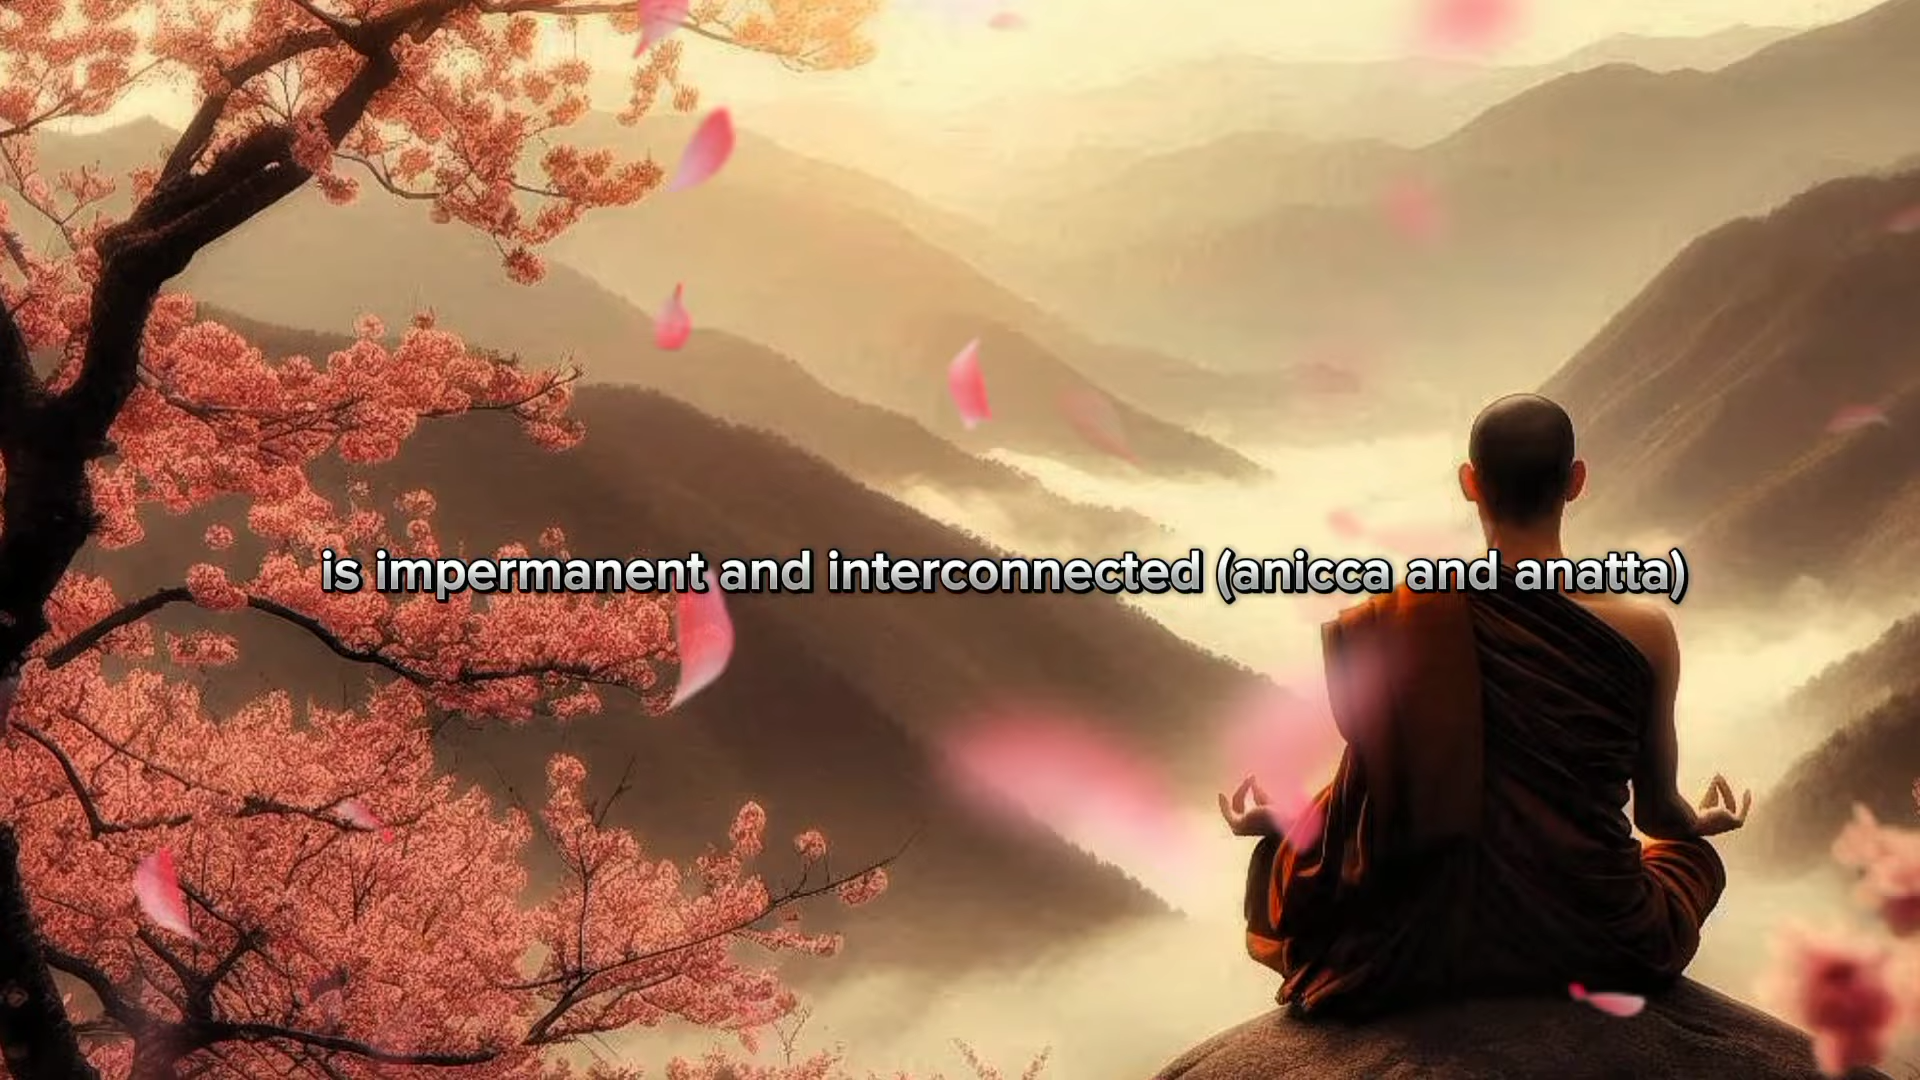 is impermanent and interconnected (anicca and anatta)